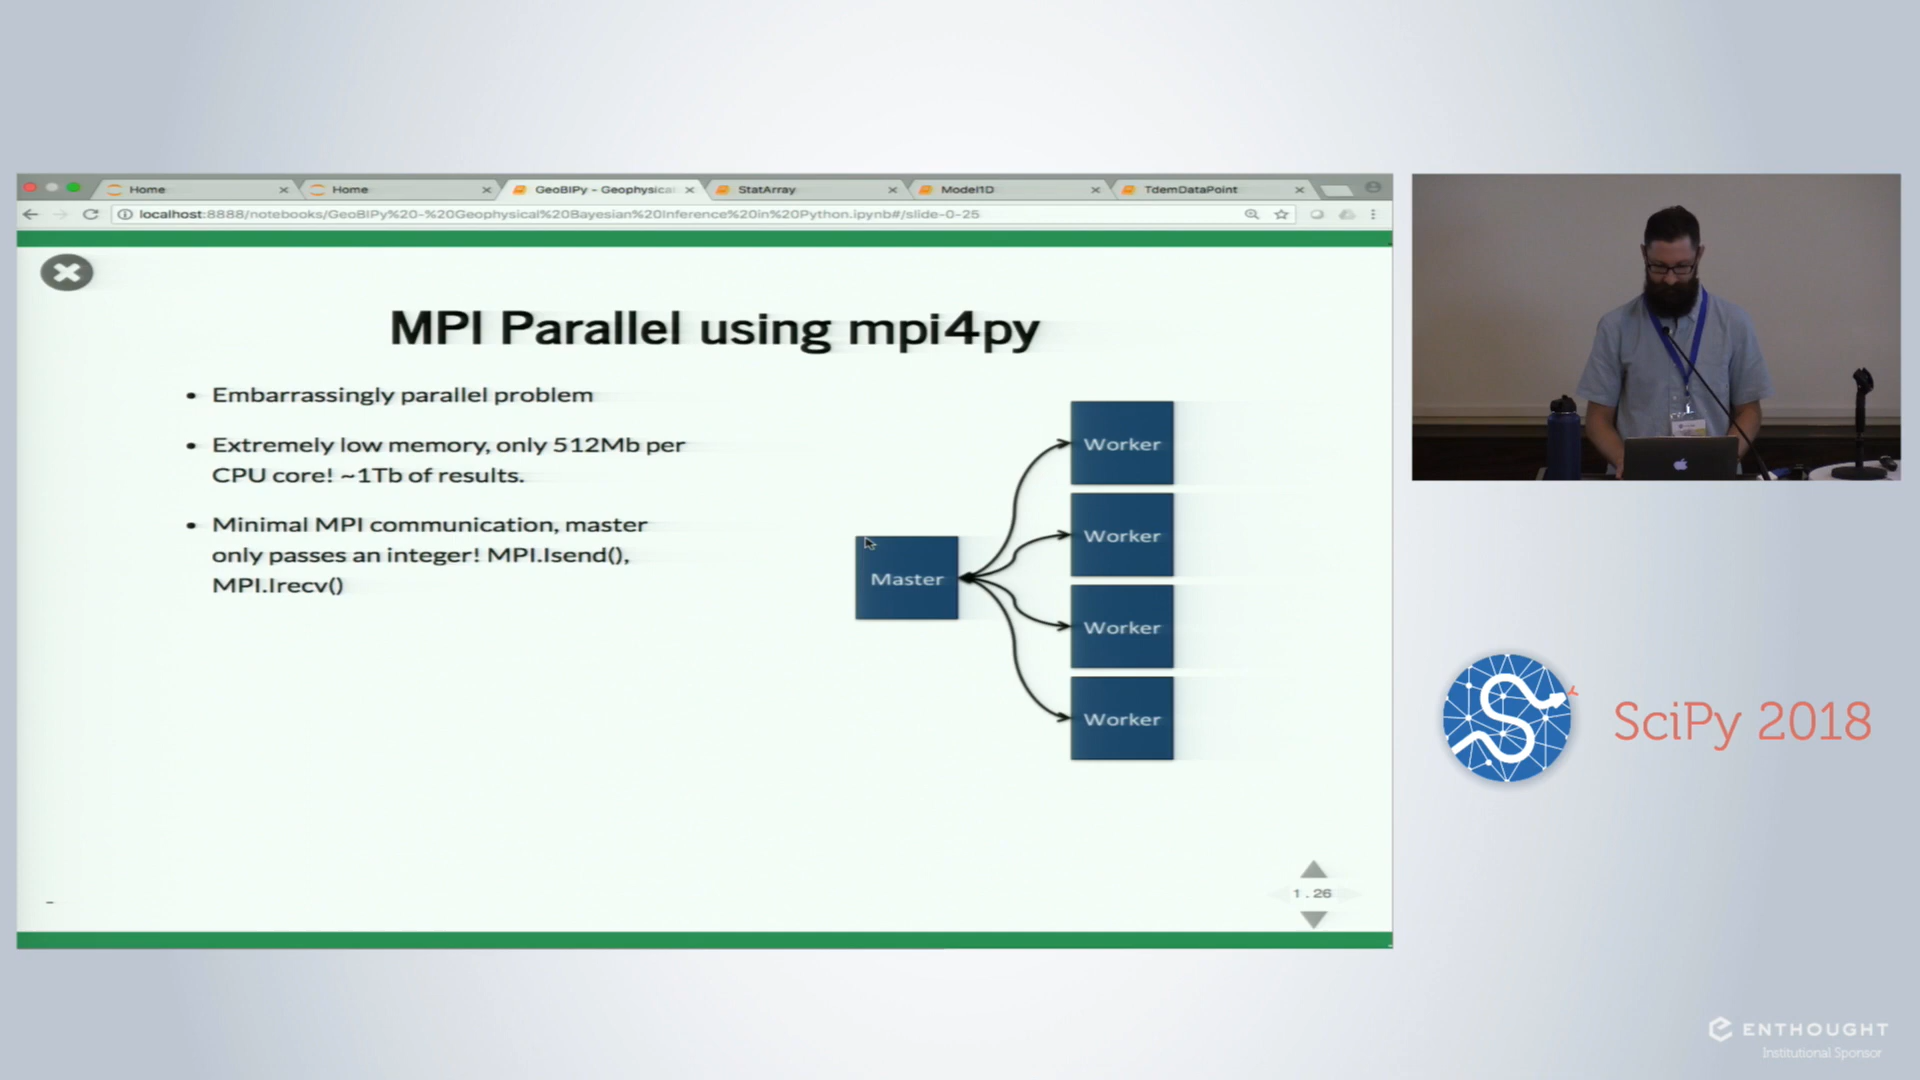 Home
Home
GeoBIPy - Geophysical
StatArray
Model1D
TdemDataPoint
localhost:8888/notebooks/GeoBIPy%20-%20Geophysical%20Bayesian%20Inference%20in%20Python.ipynb#/slide-0-25
MPI Parallel using mpi4py
• Embarrassingly parallel problem
• Extremely low memory, only 512Mb per
CPU core! ~1Tb of results.
• Minimal MPI communication, master
only passes an integer! MPI.Isend(),
MPI.Irecv()
Master
Worker
Worker
Worker
Worker
1.26
SciPy 2018
ENTHOUGHT
Institutional Sponsor